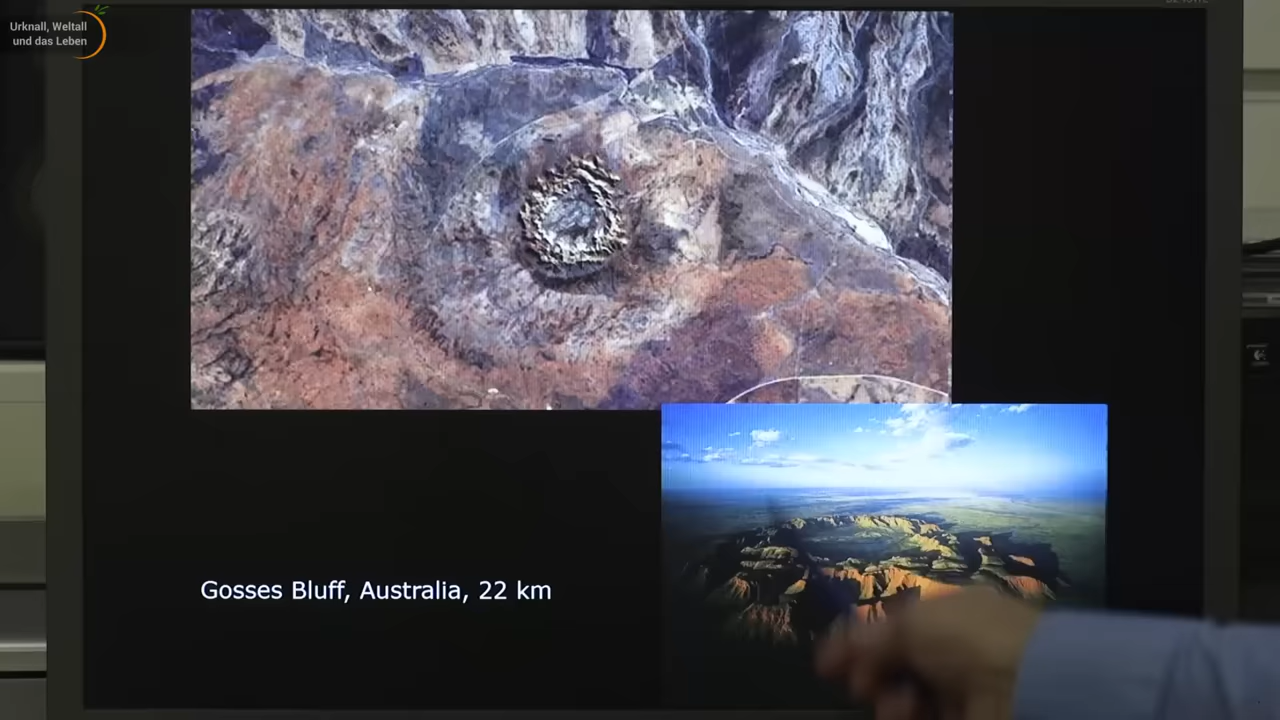 Urknall, Weltall
und das Leben
Gosses Bluff, Australia, 22 km